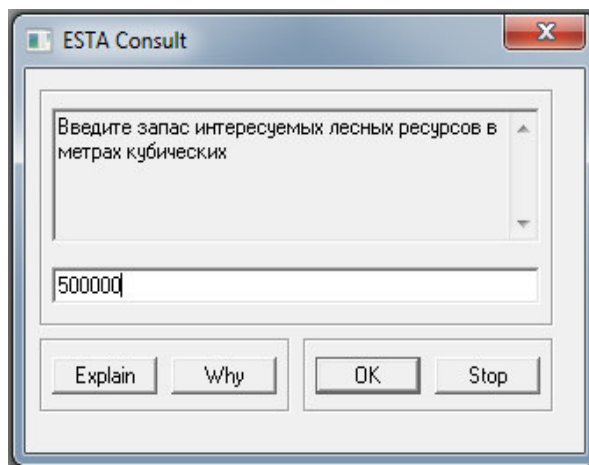 ESTA Consult
Введите запас интересуемых лесных ресурсов в
метрах кубических
500000
Explain Why OK Stop